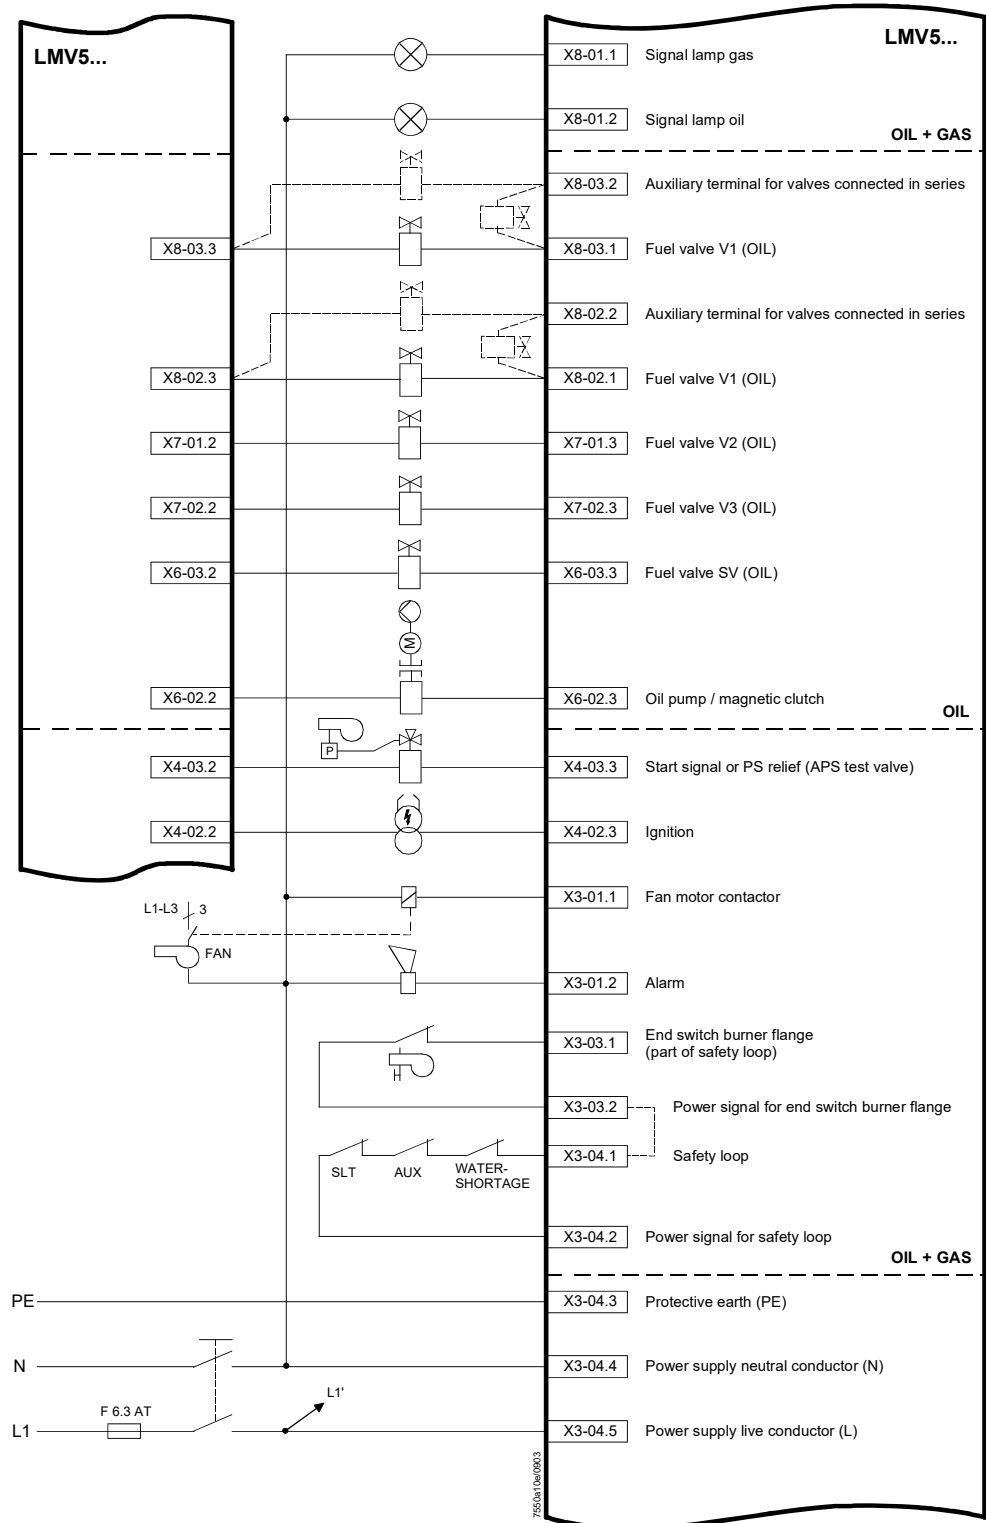 LMV5...
LMV5...
X8-01.1 Signal lamp gas
X8-01.2 Signal lamp oil
OIL + GAS
X8-03.2 Auxiliary terminal for valves connected in series
X8-03.3 X8-03.1 Fuel valve V1 (OIL)
X8-02.2 Auxiliary terminal for valves connected in series
X8-02.3 X8-02.1 Fuel valve V1 (OIL)
X7-01.2 X7-01.3 Fuel valve V2 (OIL)
X7-02.2 X7-02.3 Fuel valve V3 (OIL)
X6-03.2 X6-03.3 Fuel valve SV (OIL)
M
X6-02.2 X6-02.3 Oil pump / magnetic clutch
OIL
P
X4-03.2 X4-03.3 Start signal or PS relief (APS test valve)
X4-02.2 X4-02.3 Ignition
X3-01.1 Fan motor contactor
L1-L3 3
FAN
X3-01.2 Alarm
X3-03.1 End switch burner flange
(part of safety loop)
X3-03.2 Power signal for end switch burner flange
X3-04.1 Safety loop
SLT AUX WATER-
SHORTAGE
X3-04.2 Power signal for safety loop
OIL + GAS
PE X3-04.3 Protective earth (PE)
N X3-04.4 Power supply neutral conductor (N)
L1'
F 6.3 AT
L1 X3-04.5 Power supply live conductor (L)
7550a10e/0903